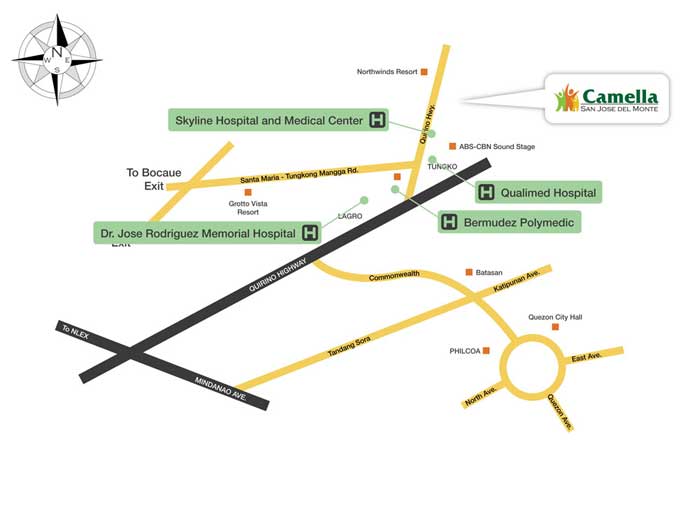 N
W
E
S
Northwinds Resort
Camella
SAN JOSE DEL MONTE
Skyline Hospital and Medical Center
H
Quirino Hwy.
ABS-CBN Sound Stage
TUNGKO
To Bocaue
Exit
Santa Maria - Tungkong Mangga Rd.
H
Qualimed Hospital
Grotto Vista
Resort
LAGRO
H
Bermudez Polymedic
Dr. Jose Rodriguez Memorial Hospital
H
Exit
QUIRINO HIGHWAY
Commonwealth
Batasan
Katipunan Ave.
Quezon City Hall
To NLEX
Tandang Sora
PHILCOA
East Ave.
MINDANAO AVE.
North Ave.
Quezon Ave.